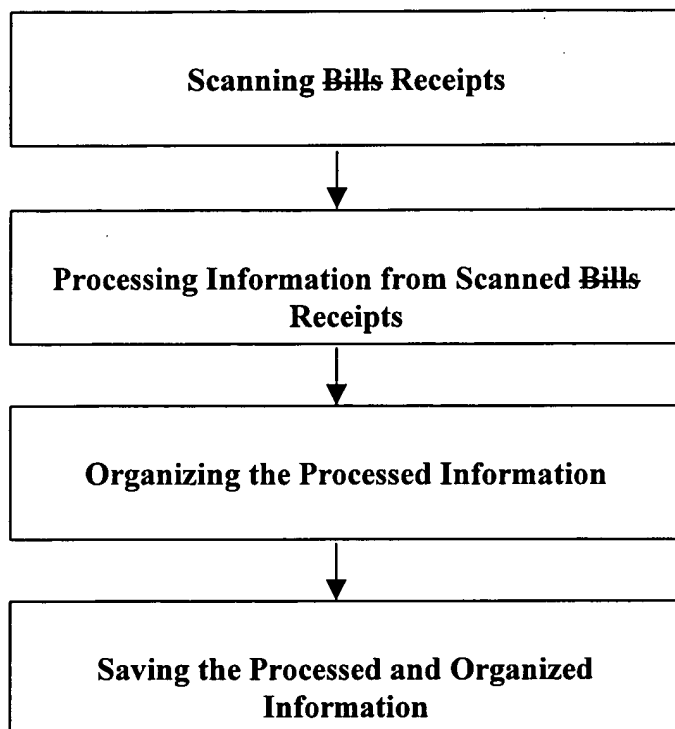 Scanning Bills Receipts
Processing Information from Scanned Bills
Receipts
Organizing the Processed Information
Saving the Processed and Organized
Information